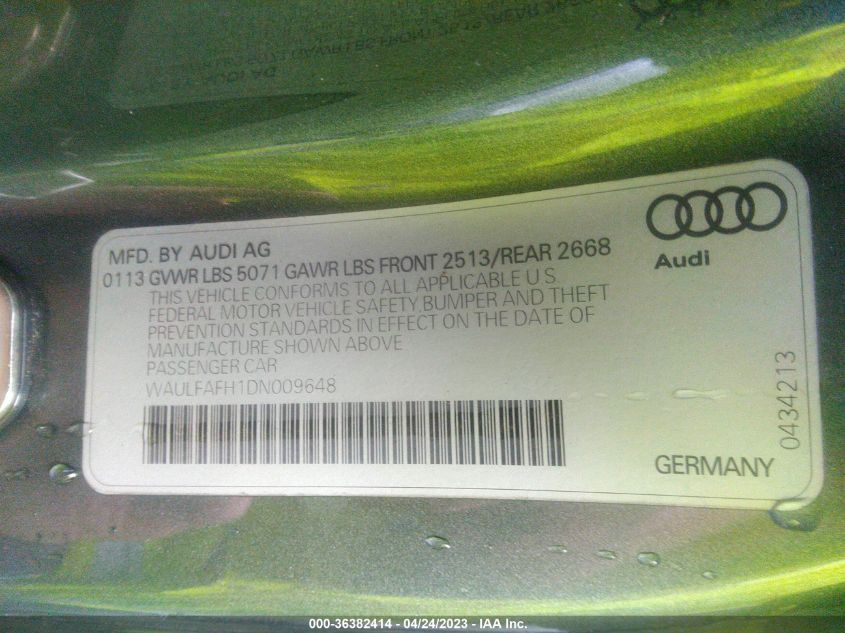 MFD. BY AUDI AG
0113 GVWR LBS 5071 GAWR LBS FRONT 2513/REAR 2668
THIS VEHICLE CONFORMS TO ALL APPLICABLE U S
FEDERAL MOTOR VEHICLE SAFETY,BUMPER AND THEFT
PREVENTION STANDARDS IN EFFECT ON THE DATE OF
MANUFACTURE SHOWN ABOVE
PASSENGER CAR
WAULFAFH1DN009648
Audi
0434213
GERMANY
000-36382414 - 04/24/2023 - IAA Inc.